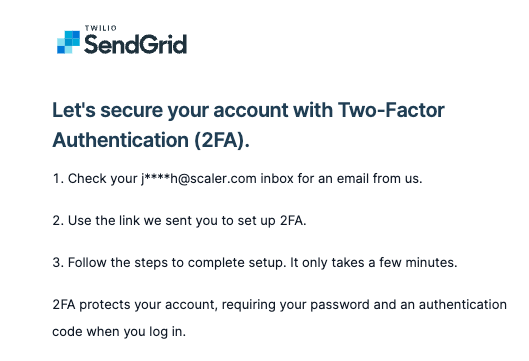 TWILIO
SendGrid
Let's secure your account with Two-Factor
Authentication (2FA).
1. Check your j****h@scaler.com inbox for an email from us.
2. Use the link we sent you to set up 2FA.
3. Follow the steps to complete setup. It only takes a few minutes.
2FA protects your account, requiring your password and an authentication
code when you log in.